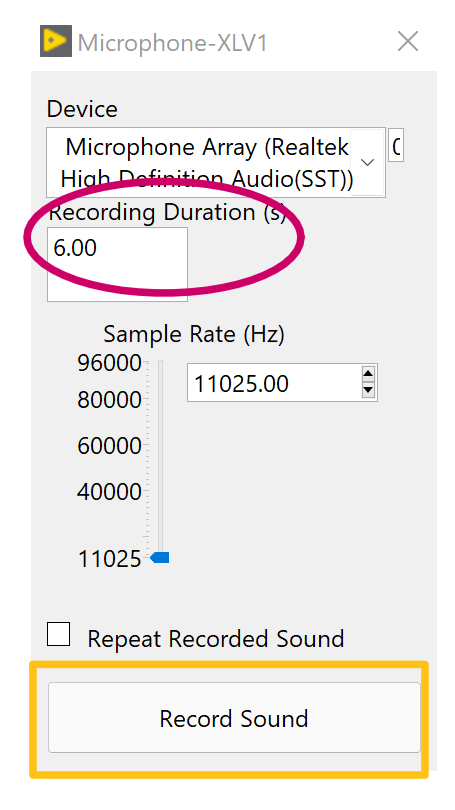 Microphone-XLV1
Device
Microphone Array (Realtek
High Definition Audio(SST))
Recording Duration (s)
6.00
Sample Rate (Hz)
96000
11025.00
80000
60000
40000
11025
Repeat Recorded Sound
Record Sound